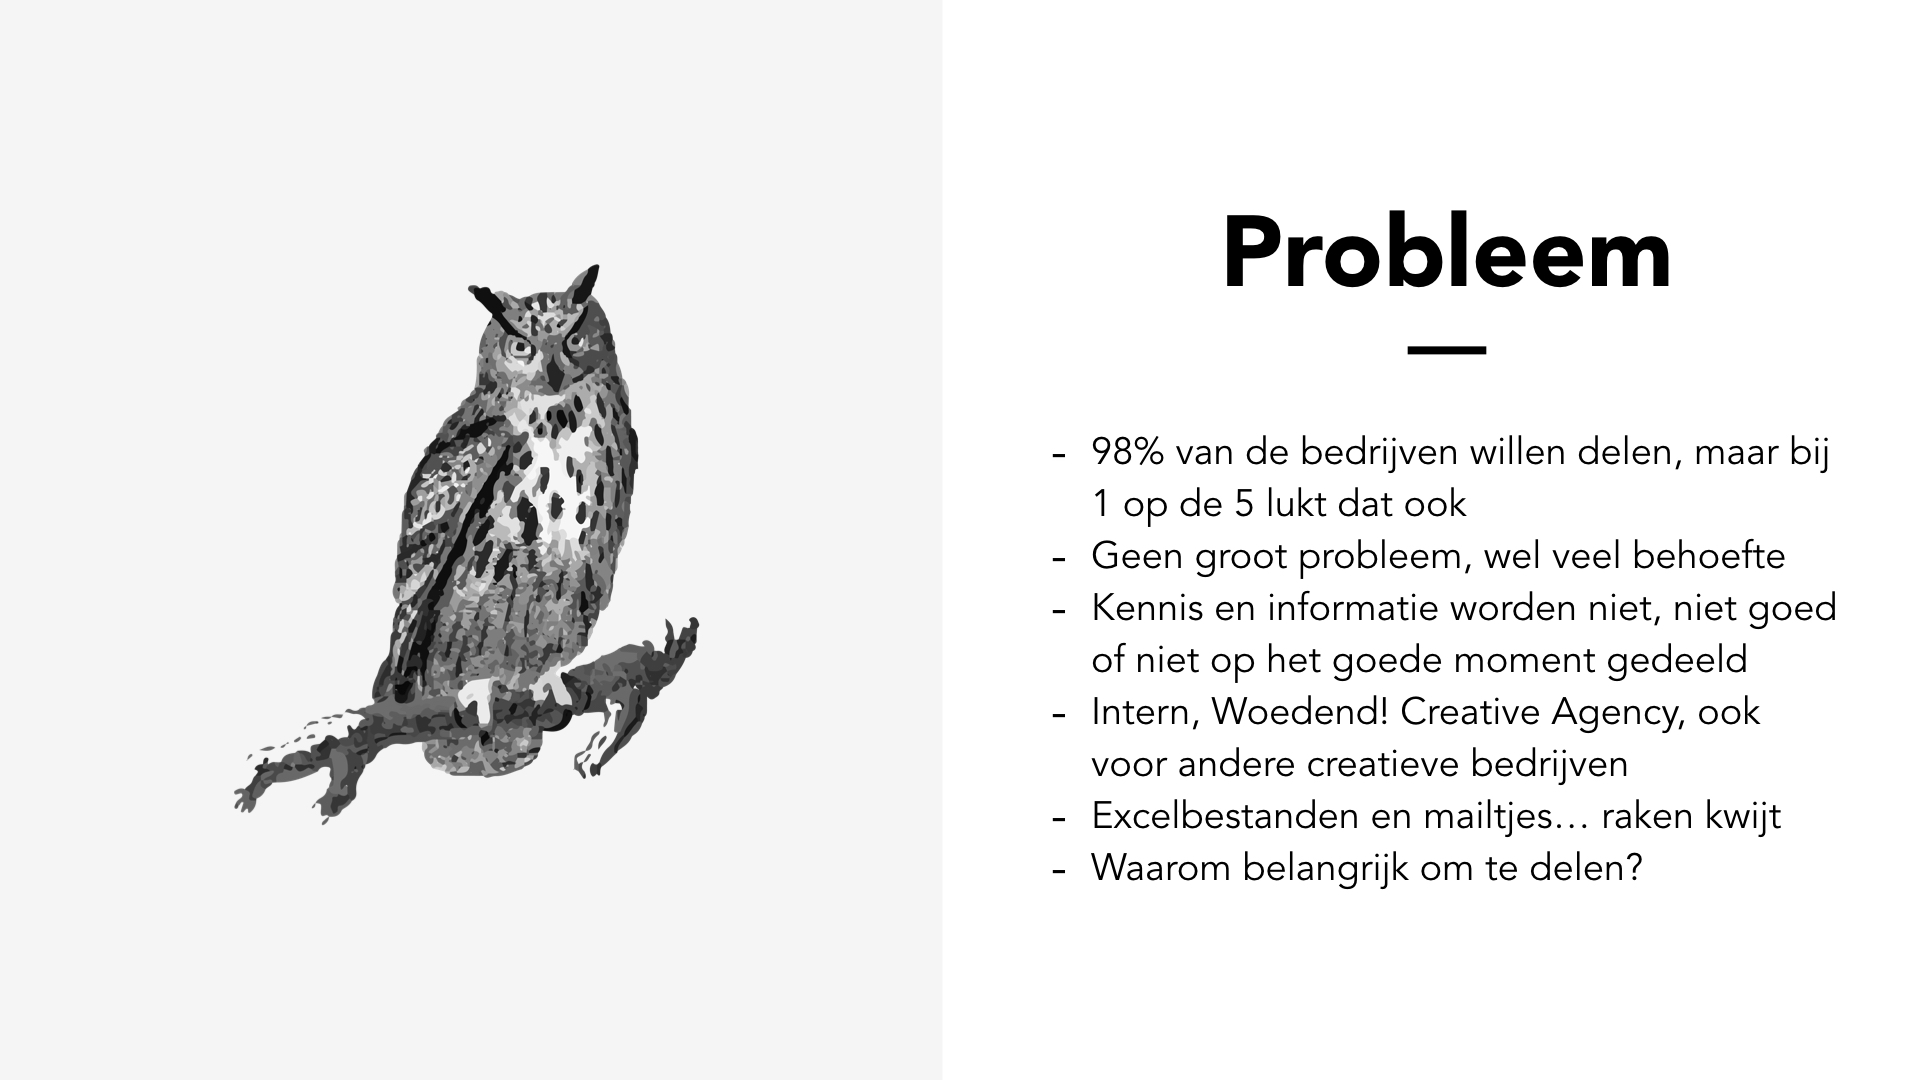 Probleem
- 98% van de bedrijven willen delen, maar bij
1 op de 5 lukt dat ook
- Geen groot probleem, wel veel behoefte
- Kennis en informatie worden niet, niet goed
of niet op het goede moment gedeeld
- Intern, Woedend! Creative Agency, ook
voor andere creatieve bedrijven
- Excelbestanden en mailtjes… raken kwijt
- Waarom belangrijk om te delen?